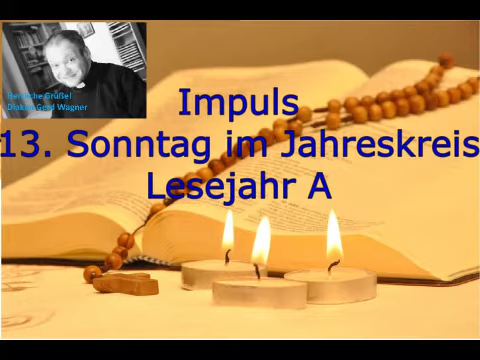 Herzliche Grüße!
Diakon Gerd Wagner
Impuls
13. Sonntag im Jahreskreis
Lesejahr A